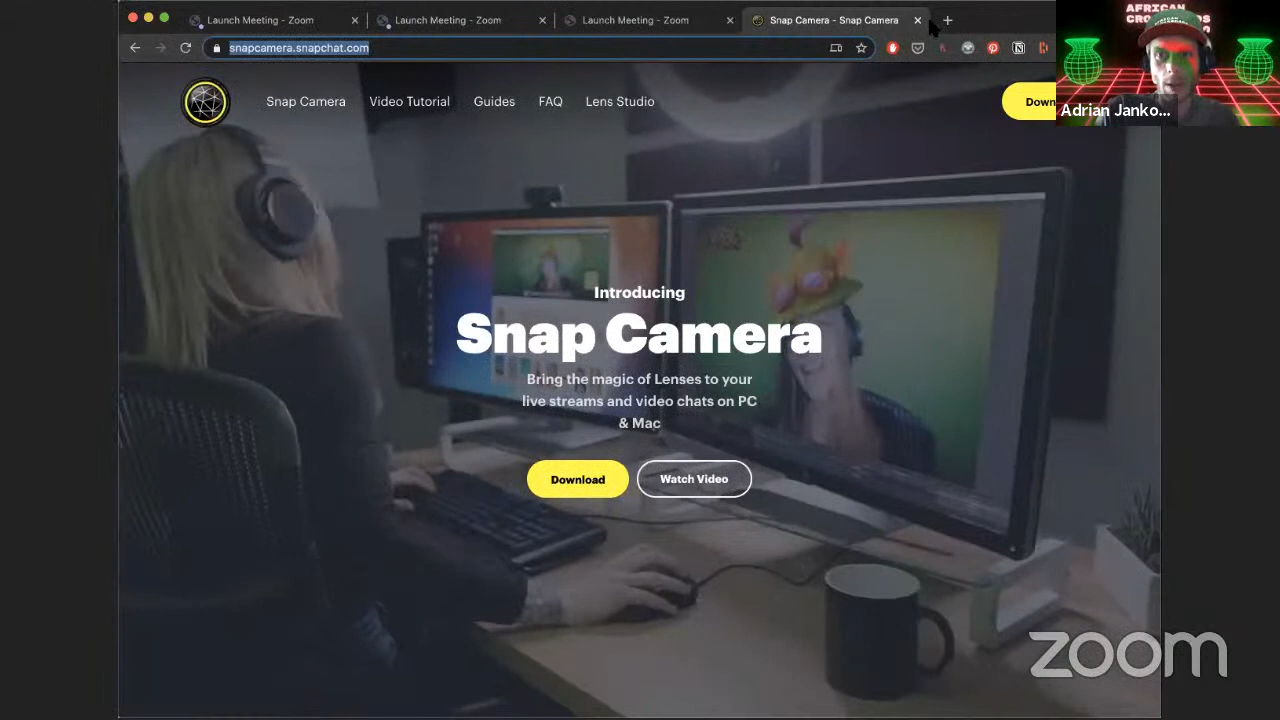 Launch Meeting - Zoom
Launch Meeting - Zoom
Launch Meeting - Zoom
Snap Camera - Snap Camera
snapcamera.snapchat.com
Snap Camera
Video Tutorial
Guides
FAQ
Lens Studio
Down
AFRICAN
Adrian Janko...
Introducing
Snap Camera
Bring the magic of Lenses to your
live streams and video chats on PC
& Mac
Download
Watch Video
zoom